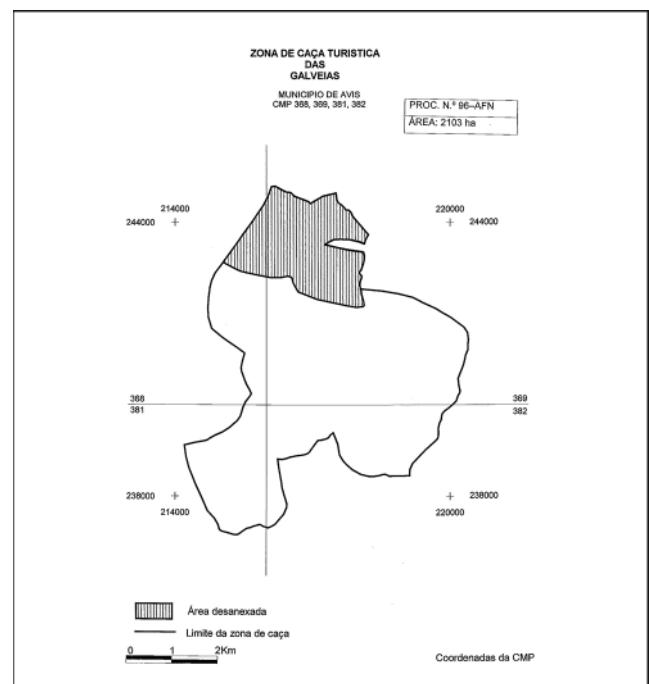 ZONA DE CAÇA TURISTICA
DAS
GALVEIAS
MUNICIPIO DE AVIS
CMP 368, 369, 381, 382
PROC. N.º 96–AFN
ÁREA: 2103 ha
214000
244000
220000
244000
368
381
369
382
238000
214000
238000
220000
Área desanexada
Limite da zona de caça
0 1 2Km
Coordenadas da CMP